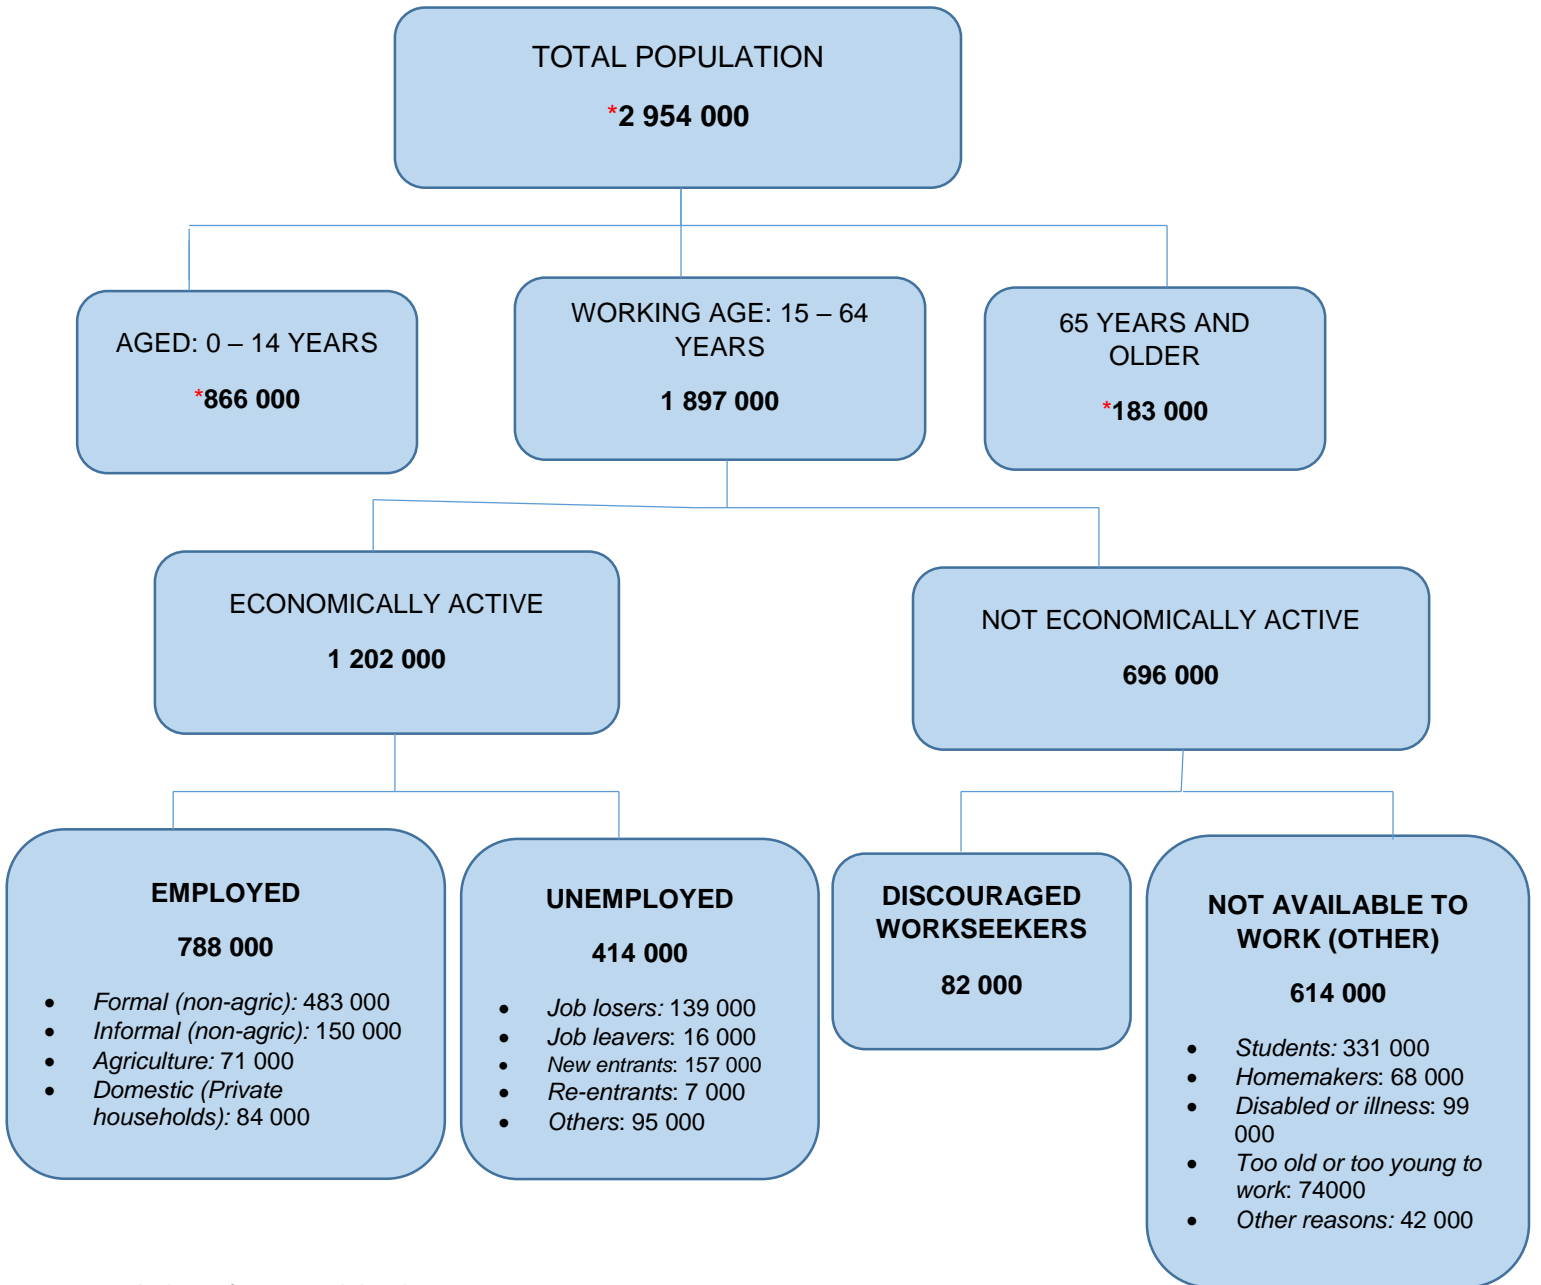 TOTAL POPULATION
*2 954 000
AGED: 0 – 14 YEARS
*866 000
WORKING AGE: 15 – 64
YEARS
1 897 000
65 YEARS AND
OLDER
*183 000
ECONOMICALLY ACTIVE
1 202 000
NOT ECONOMICALLY ACTIVE
696 000
EMPLOYED
788 000
• Formal (non-agric): 483 000
• Informal (non-agric): 150 000
• Agriculture: 71 000
• Domestic (Private
households): 84 000
UNEMPLOYED
414 000
• Job losers: 139 000
• Job leavers: 16 000
• New entrants: 157 000
• Re-entrants: 7 000
• Others: 95 000
DISCOURAGED
WORKSEEKERS
82 000
NOT AVAILABLE TO
WORK (OTHER)
614 000
• Students: 331 000
• Homemakers: 68 000
• Disabled or illness: 99
000
• Too old or too young to
work: 74000
• Other reasons: 42 000